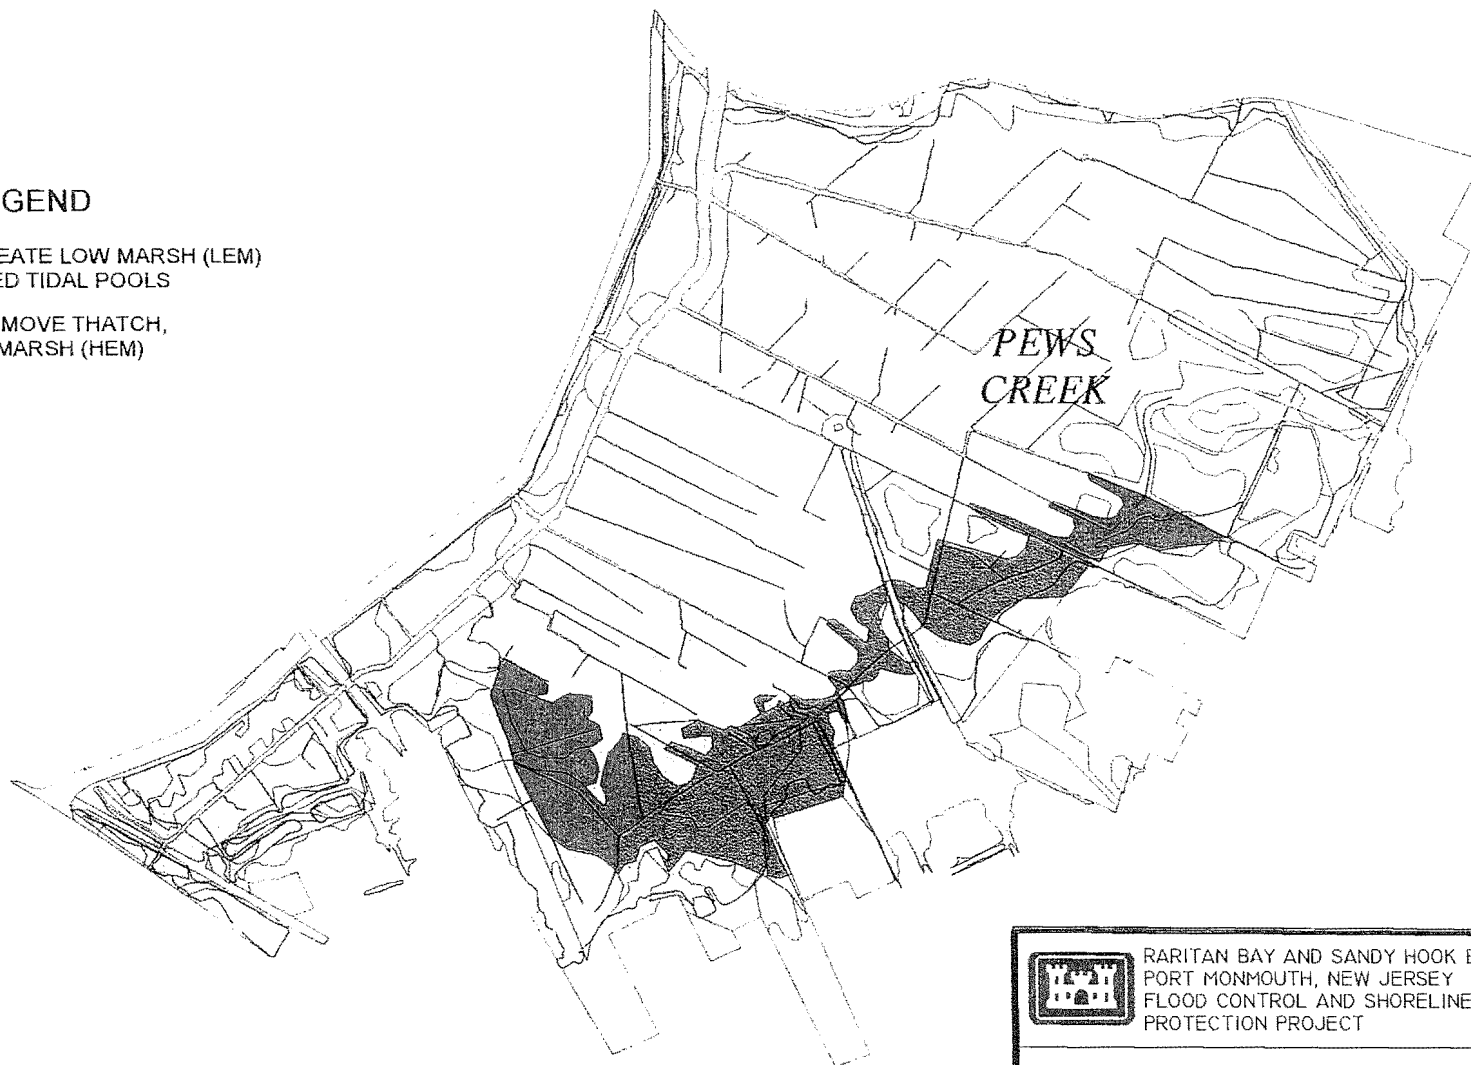 GEND
EATE LOW MARSH (LEM)
ED TIDAL POOLS
MOVE THATCH,
MARSH (HEM)
PEWS
CREEK
RARITAN BAY AND SANDY HOOK B
PORT MONMOUTH, NEW JERSEY
FLOOD CONTROL AND SHORELINE
PROTECTION PROJECT